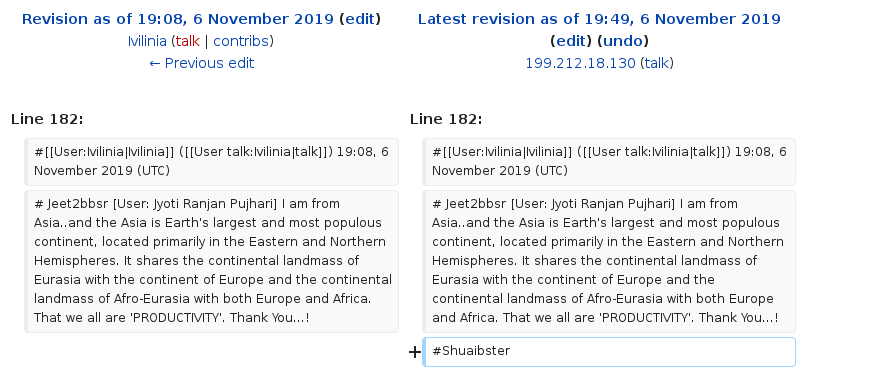 Revision as of 19:08, 6 November 2019 (edit)
Ivilinia (talk | contribs)
← Previous edit
Latest revision as of 19:49, 6 November 2019
(edit) (undo)
199.212.18.130 (talk)
Line 182:
#[[User:Ivilinia|Ivilinia]] ([[User talk:Ivilinia|talk]]) 19:08, 6
November 2019 (UTC)
# Jeet2bbsr [User: Jyoti Ranjan Pujhari] I am from
Asia..and the Asia is Earth's largest and most populous
continent, located primarily in the Eastern and Northern
Hemispheres. It shares the continental landmass of
Eurasia with the continent of Europe and the continental
landmass of Afro-Eurasia with both Europe and Africa.
That we all are 'PRODUCTIVITY'. Thank You...!
Line 182:
#[[User:Ivilinia|Ivilinia]] ([[User talk:Ivilinia|talk]]) 19:08, 6
November 2019 (UTC)
# Jeet2bbsr [User: Jyoti Ranjan Pujhari] I am from
Asia..and the Asia is Earth's largest and most populous
continent, located primarily in the Eastern and Northern
Hemispheres. It shares the continental landmass of
Eurasia with the continent of Europe and the
continental landmass of Afro-Eurasia with both Europe
and Africa. That we all are 'PRODUCTIVITY'. Thank You...!
+ #Shuaibster